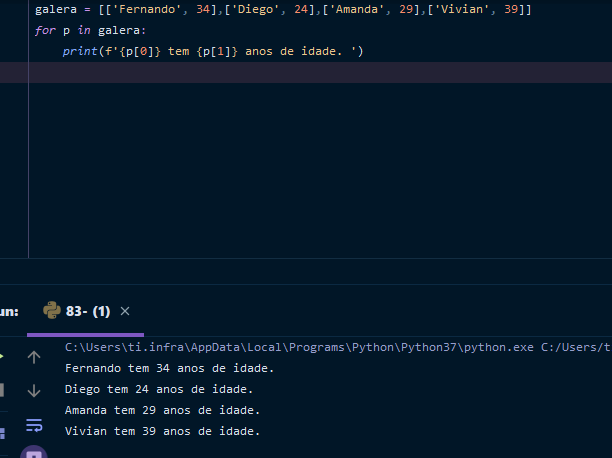 galera = [['Fernando', 34],['Diego', 24],['Amanda', 29],['Vivian', 39]]
for p in galera:
    print(f'{p[0]} tem {p[1]} anos de idade. ')
un:
83- (1)
C:\Users\ti.infra\AppData\Local\Programs\Python\Python37\python.exe C:/Users/t
Fernando tem 34 anos de idade.
Diego tem 24 anos de idade.
Amanda tem 29 anos de idade.
Vivian tem 39 anos de idade.